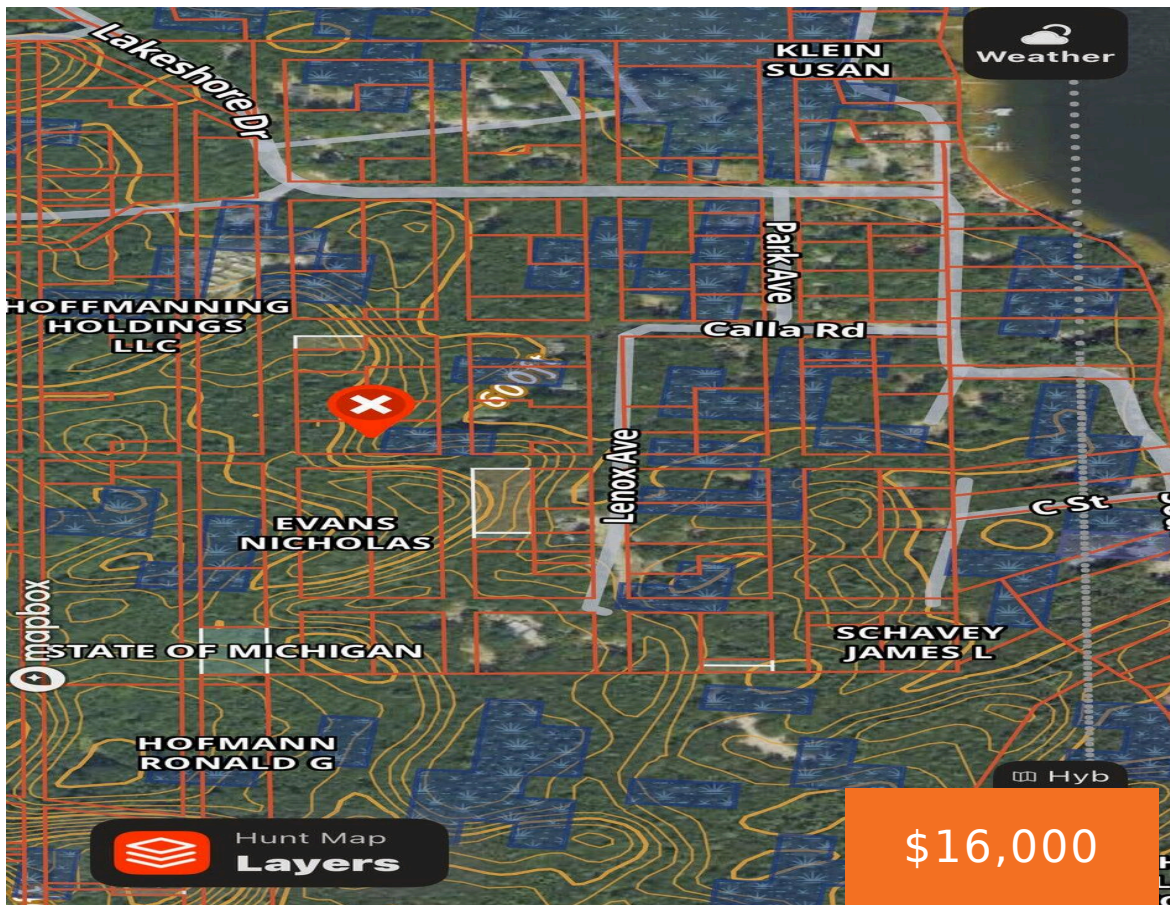 Lakeshore Dr
KLEIN
SUSAN
Weather
Park Ave
HOFFMANNING
HOLDINGS
LLC
Calla Rd
600ft
Lenox Ave
C St
EVANS
NICHOLAS
mapbox
STATE OF MICHIGAN
SCHAVEY
JAMES L
HOFMANN
RONALD G
Hyb
Hunt Map
Layers
$16,000